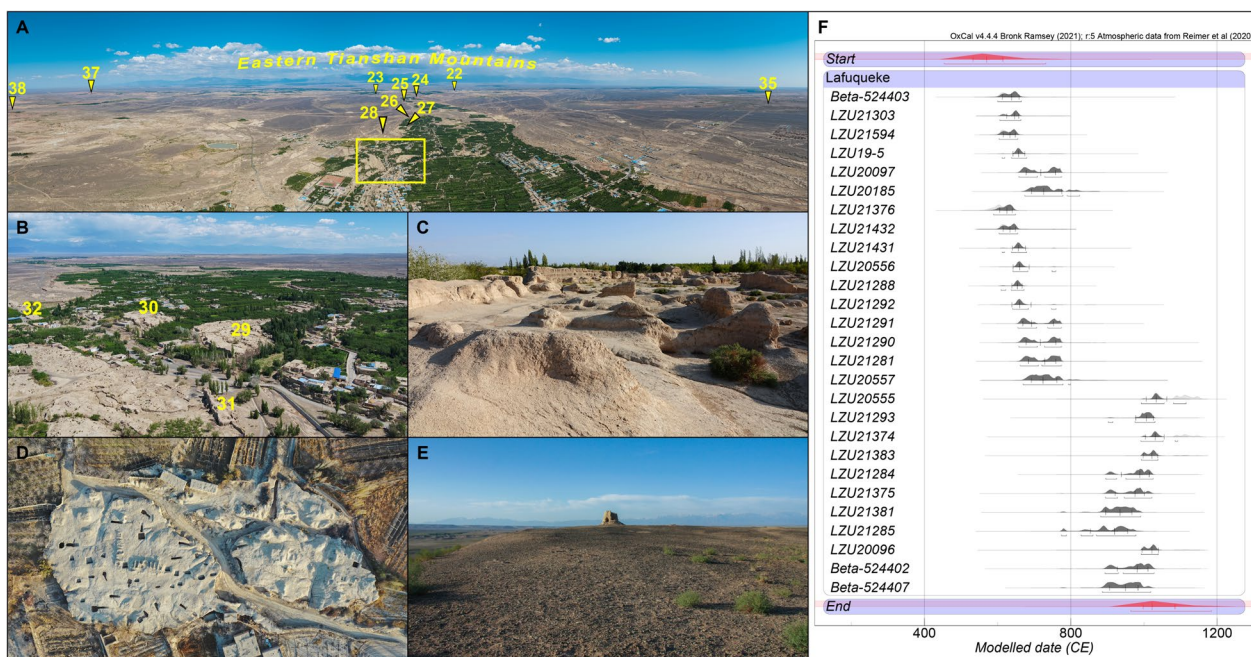 A
Eastern Tianshan Mountains
38
37
23
25
24
22
35
26
27
28
B
32
30
29
31
C
D
E
F
OxCal v4.4.4 Bronk Ramsey (2021); r:5 Atmospheric data from Reimer et al (2020
Start
Lafuqueke
Beta-524403
LZU21303
LZU21594
LZU19-5
LZU20097
LZU20185
LZU21376
LZU21432
LZU21431
LZU20556
LZU21288
LZU21292
LZU21291
LZU21290
LZU21281
LZU20557
LZU20555
LZU21293
LZU21374
LZU21383
LZU21284
LZU21375
LZU21381
LZU21285
LZU20096
Beta-524402
Beta-524407
End
400 800 1200
Modelled date (CE)